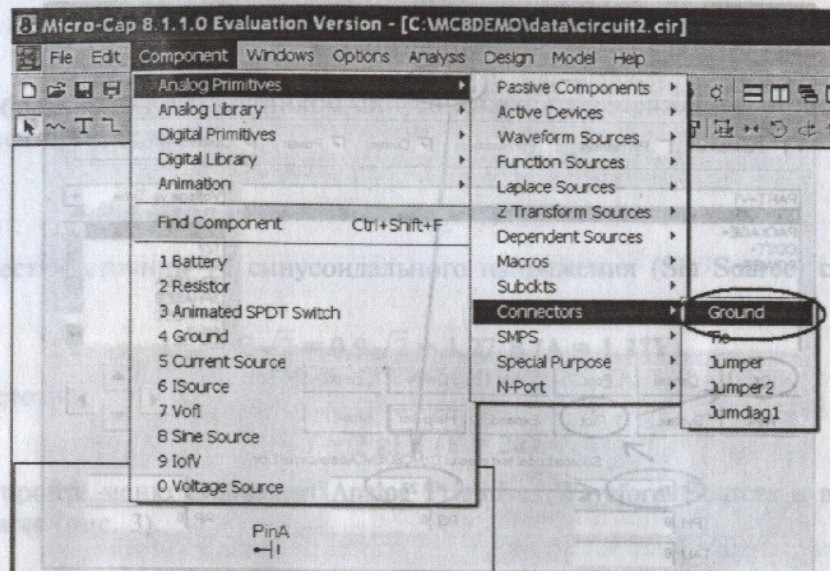 Micro-Cap 8.1.1.0 Evaluation Version - [C:\MC8DEMO\data\circuit2.cir]
File Edit Component Windows Options Analysis Design Model Help
Analog Primitives
Analog Library
Digital Primitives
Digital Library
Animation
Find Component Ctrl+Shift+F
1 Battery
2 Resistor
3 Animated SPDT Switch
4 Ground
5 Current Source
6 ISource
7 VofI
8 Sine Source
9 IofV
0 Voltage Source
Passive Components
Active Devices
Waveform Sources
Function Sources
Laplace Sources
Z Transform Sources
Dependent Sources
Macros
Subckts
Connectors
SMPS
Special Purpose
N-Port
Ground
Tie
Jumper
Jumper2
Jumdiag1
PinA
синусоидального напряжения